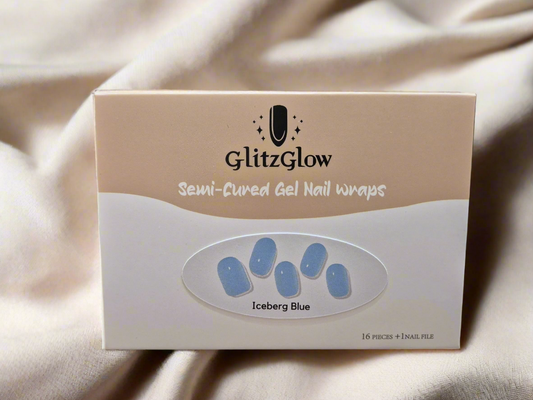 GlitzGlow
Semi-Cured Gel Nail Wraps
Iceberg Blue
16 PIECES +1 NAIL FILE